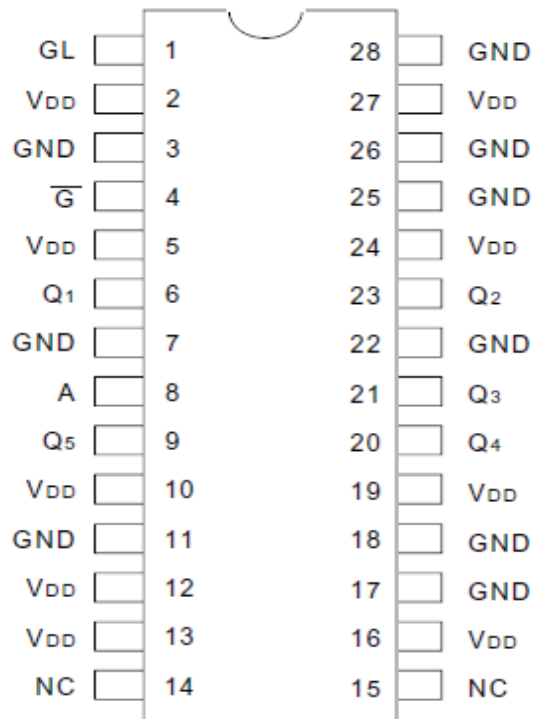 GL 1 28 GND
VDD 2 27 VDD
GND 3 26 GND
G̅ 4 25 GND
VDD 5 24 VDD
Q1 6 23 Q2
GND 7 22 GND
A 8 21 Q3
Q5 9 20 Q4
VDD 10 19 VDD
GND 11 18 GND
VDD 12 17 GND
VDD 13 16 VDD
NC 14 15 NC